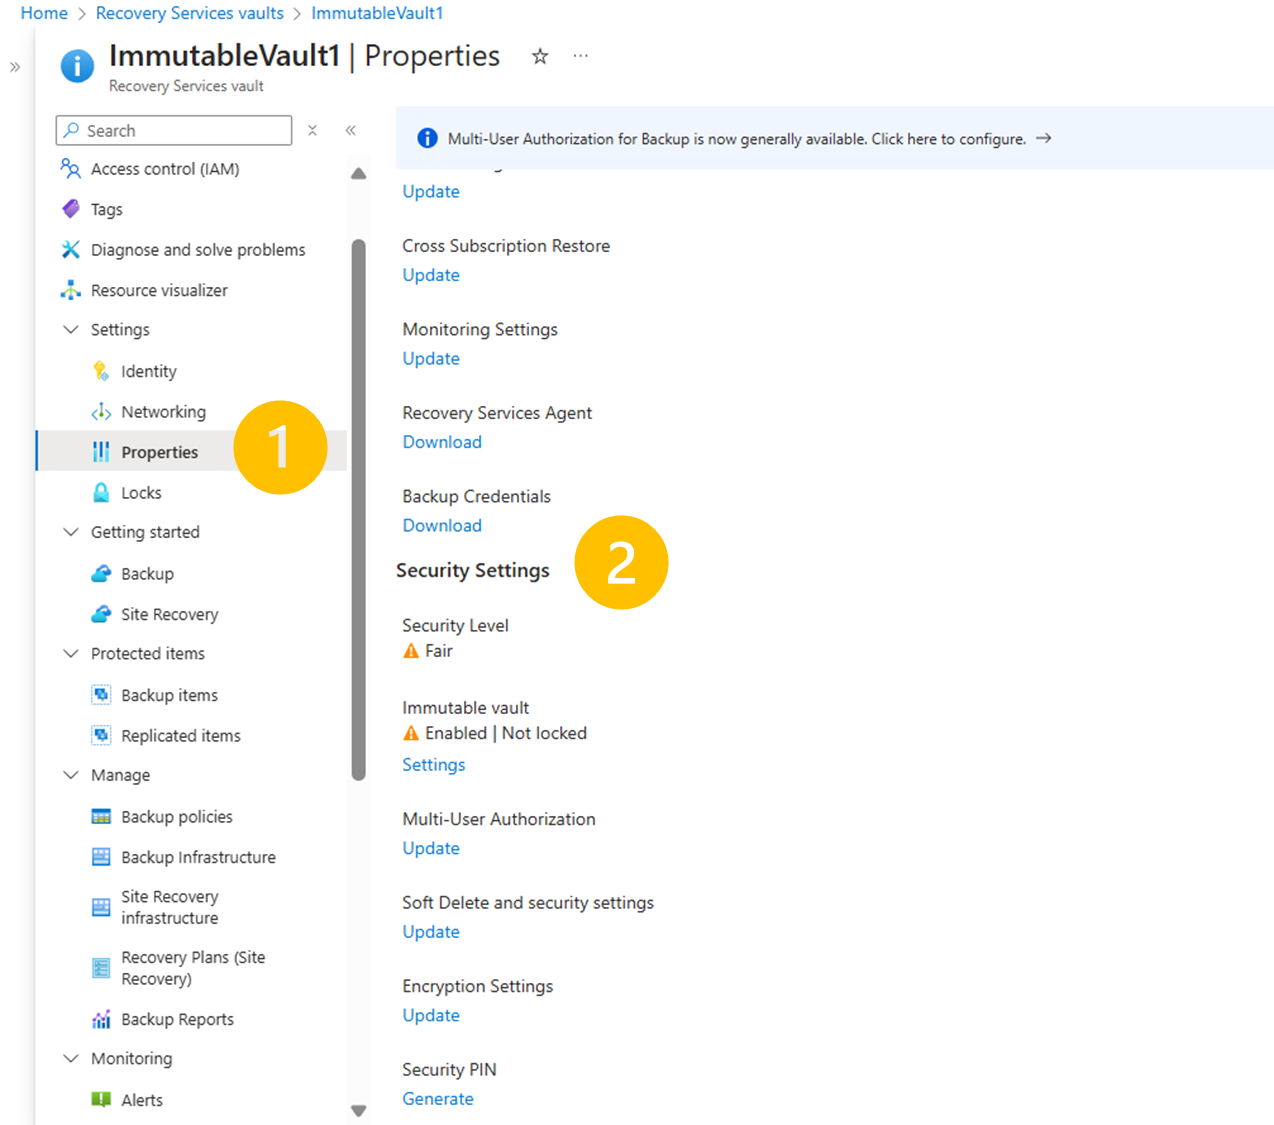 Home > Recovery Services vaults > ImmutableVault1
»
ImmutableVault1 | Properties ☆ ...
Recovery Services vault
Search
Access control (IAM)
Tags
Diagnose and solve problems
Resource visualizer
Settings
Identity
Networking
Properties
1
Locks
Getting started
Backup
Site Recovery
Protected items
Backup items
Replicated items
Manage
Backup policies
Backup Infrastructure
Site Recovery
infrastructure
Recovery Plans (Site
Recovery)
Backup Reports
Monitoring
Alerts
Multi-User Authorization for Backup is now generally available. Click here to configure. →
Update
Cross Subscription Restore
Update
Monitoring Settings
Update
Recovery Services Agent
Download
Backup Credentials
Download
Security Settings
2
Security Level
Fair
Immutable vault
Enabled | Not locked
Settings
Multi-User Authorization
Update
Soft Delete and security settings
Update
Encryption Settings
Update
Security PIN
Generate